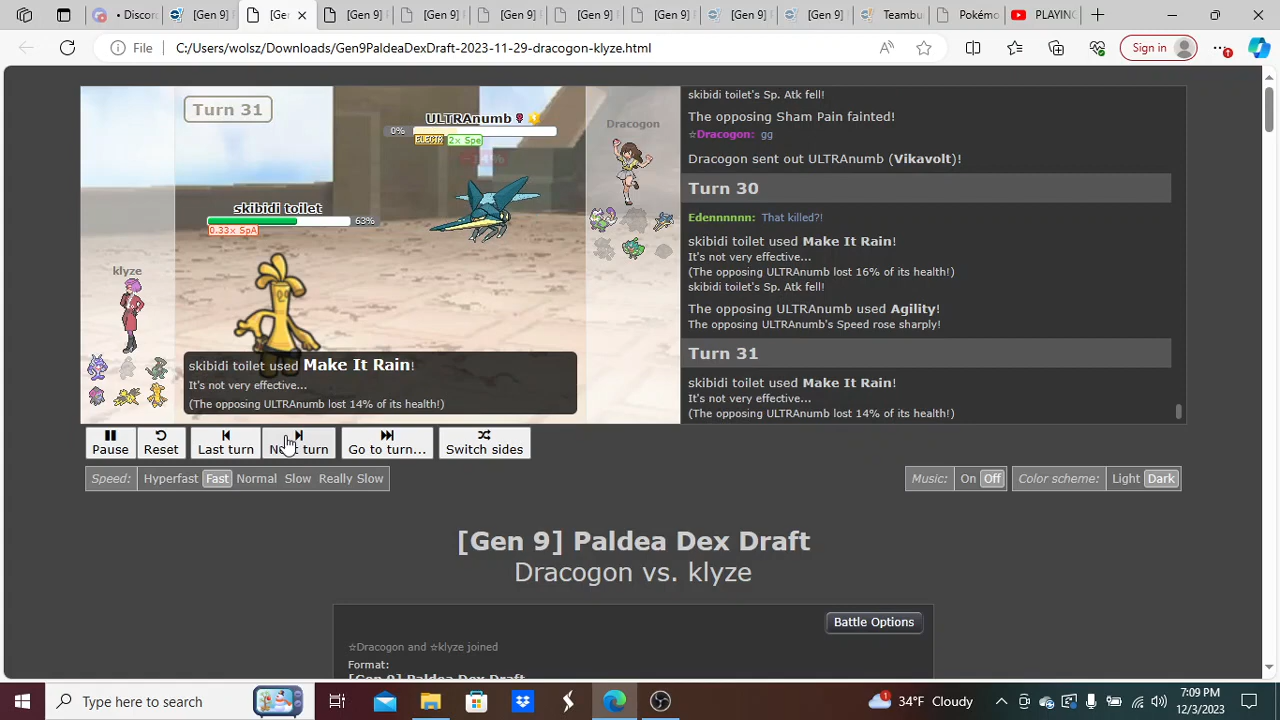 Discor
[Gen 9]
[Gen
[Gen 9] F
[Gen 9] F
[Gen 9] F
[Gen 9] F
[Gen 9] F
[Gen 9]
[Gen 9] F
Teambu
Pokémo
PLAYING
File
C:/Users/wolsz/Downloads/Gen9PaldeaDexDraft-2023-11-29-dracogon-klyze.html
Sign in
Turn 31
ULTRAnumb
0%
ELECTR
2× Spe
-14%
Dracogon
skibidi toilet
63%
0.33× SpA
klyze
skibidi toilet used Make It Rain!
It's not very effective...
(The opposing ULTRAnumb lost 14% of its health!)
skibidi toilet's Sp. Atk fell!
The opposing Sham Pain fainted!
☆Dracogon: gg
Dracogon sent out ULTRAnumb (Vikavolt)!
Turn 30
Edennnnnn: That killed?!
skibidi toilet used Make It Rain!
It's not very effective...
(The opposing ULTRAnumb lost 16% of its health!)
skibidi toilet's Sp. Atk fell!
The opposing ULTRAnumb used Agility!
The opposing ULTRAnumb's Speed rose sharply!
Turn 31
skibidi toilet used Make It Rain!
It's not very effective...
(The opposing ULTRAnumb lost 14% of its health!)
Pause
Reset
Last turn
Next turn
Go to turn...
Switch sides
Speed: Hyperfast Fast Normal Slow Really Slow
Music: On Off
Color scheme: Light Dark
[Gen 9] Paldea Dex Draft
Dracogon vs. klyze
Battle Options
☆Dracogon and ☆klyze joined
Format:
[Gen 9] Paldea Dex Draft
Type here to search
1
34°F Cloudy
7:09 PM
12/3/2023